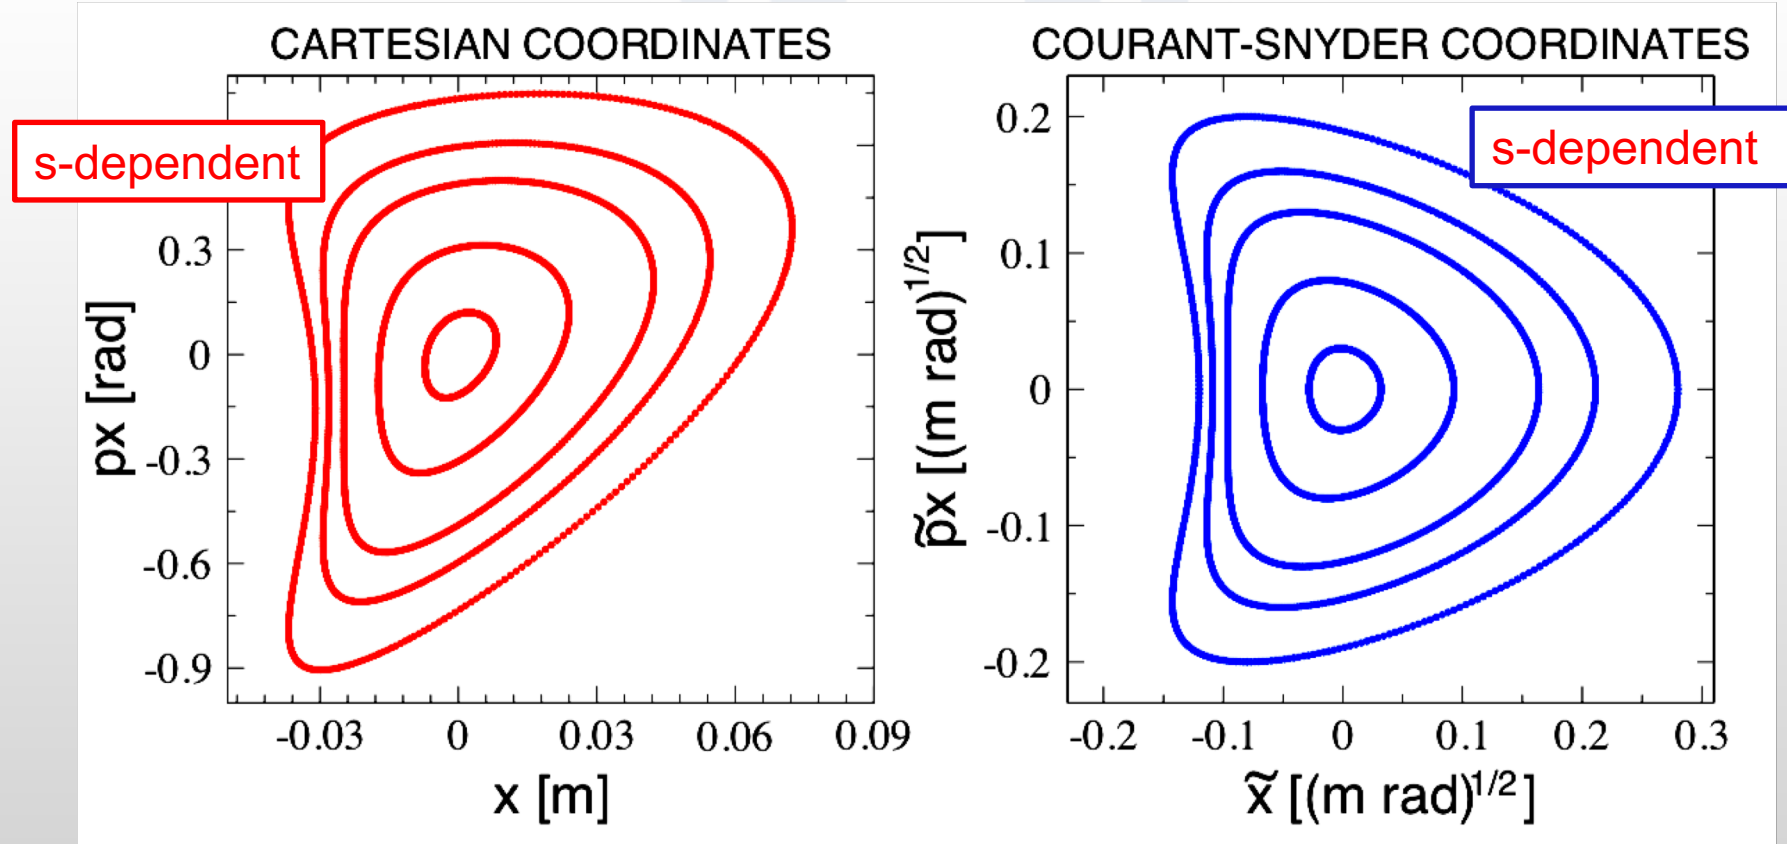 CARTESIAN COORDINATES
s-dependent
0.3
0
-0.3
-0.6
-0.9
px [rad]
-0.03 0 0.03 0.06 0.09
x [m]
COURANT-SNYDER COORDINATES
s-dependent
0.2
0.1
0
-0.1
-0.2
p̃x [(m rad)^1/2]
-0.2 -0.1 0 0.1 0.2 0.3
x̃ [(m rad)^1/2]